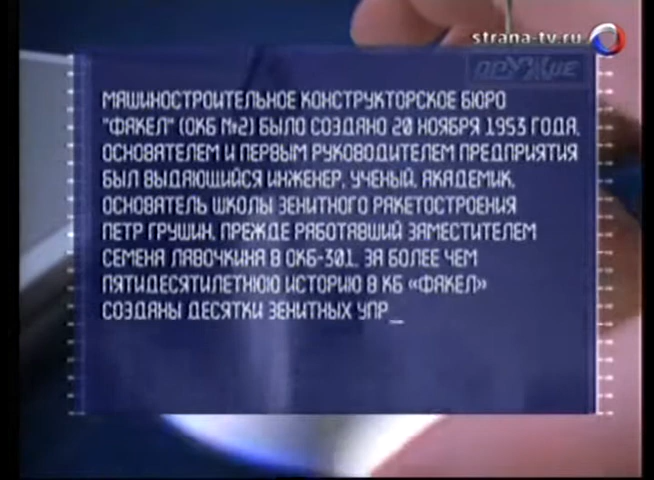 strana-tv.ru
оружие
МАШИНОСТРОИТЕЛЬНОЕ КОНСТРУКТОРСКОЕ БЮРО
"ФАКЕЛ" (ОКБ №2) БЫЛО СОЗДАНО 20 НОЯБРЯ 1953 ГОДА.
ОСНОВАТЕЛЕМ И ПЕРВЫМ РУКОВОДИТЕЛЕМ ПРЕДПРИЯТИЯ
БЫЛ ВЫДАЮЩИЙСЯ ИНЖЕНЕР, УЧЕНЫЙ, АКАДЕМИК,
ОСНОВАТЕЛЬ ШКОЛЫ ЗЕНИТНОГО РАКЕТОСТРОЕНИЯ
ПЕТР ГРУШИН, ПРЕЖДЕ РАБОТАВШИЙ ЗАМЕСТИТЕЛЕМ
СЕМЕНА ЛАВОЧКИНА В ОКБ-301. ЗА БОЛЕЕ ЧЕМ
ПЯТИДЕСЯТИЛЕТНЮЮ ИСТОРИЮ В КБ «ФАКЕЛ»
СОЗДАНЫ ДЕСЯТКИ ЗЕНИТНЫХ УПР_